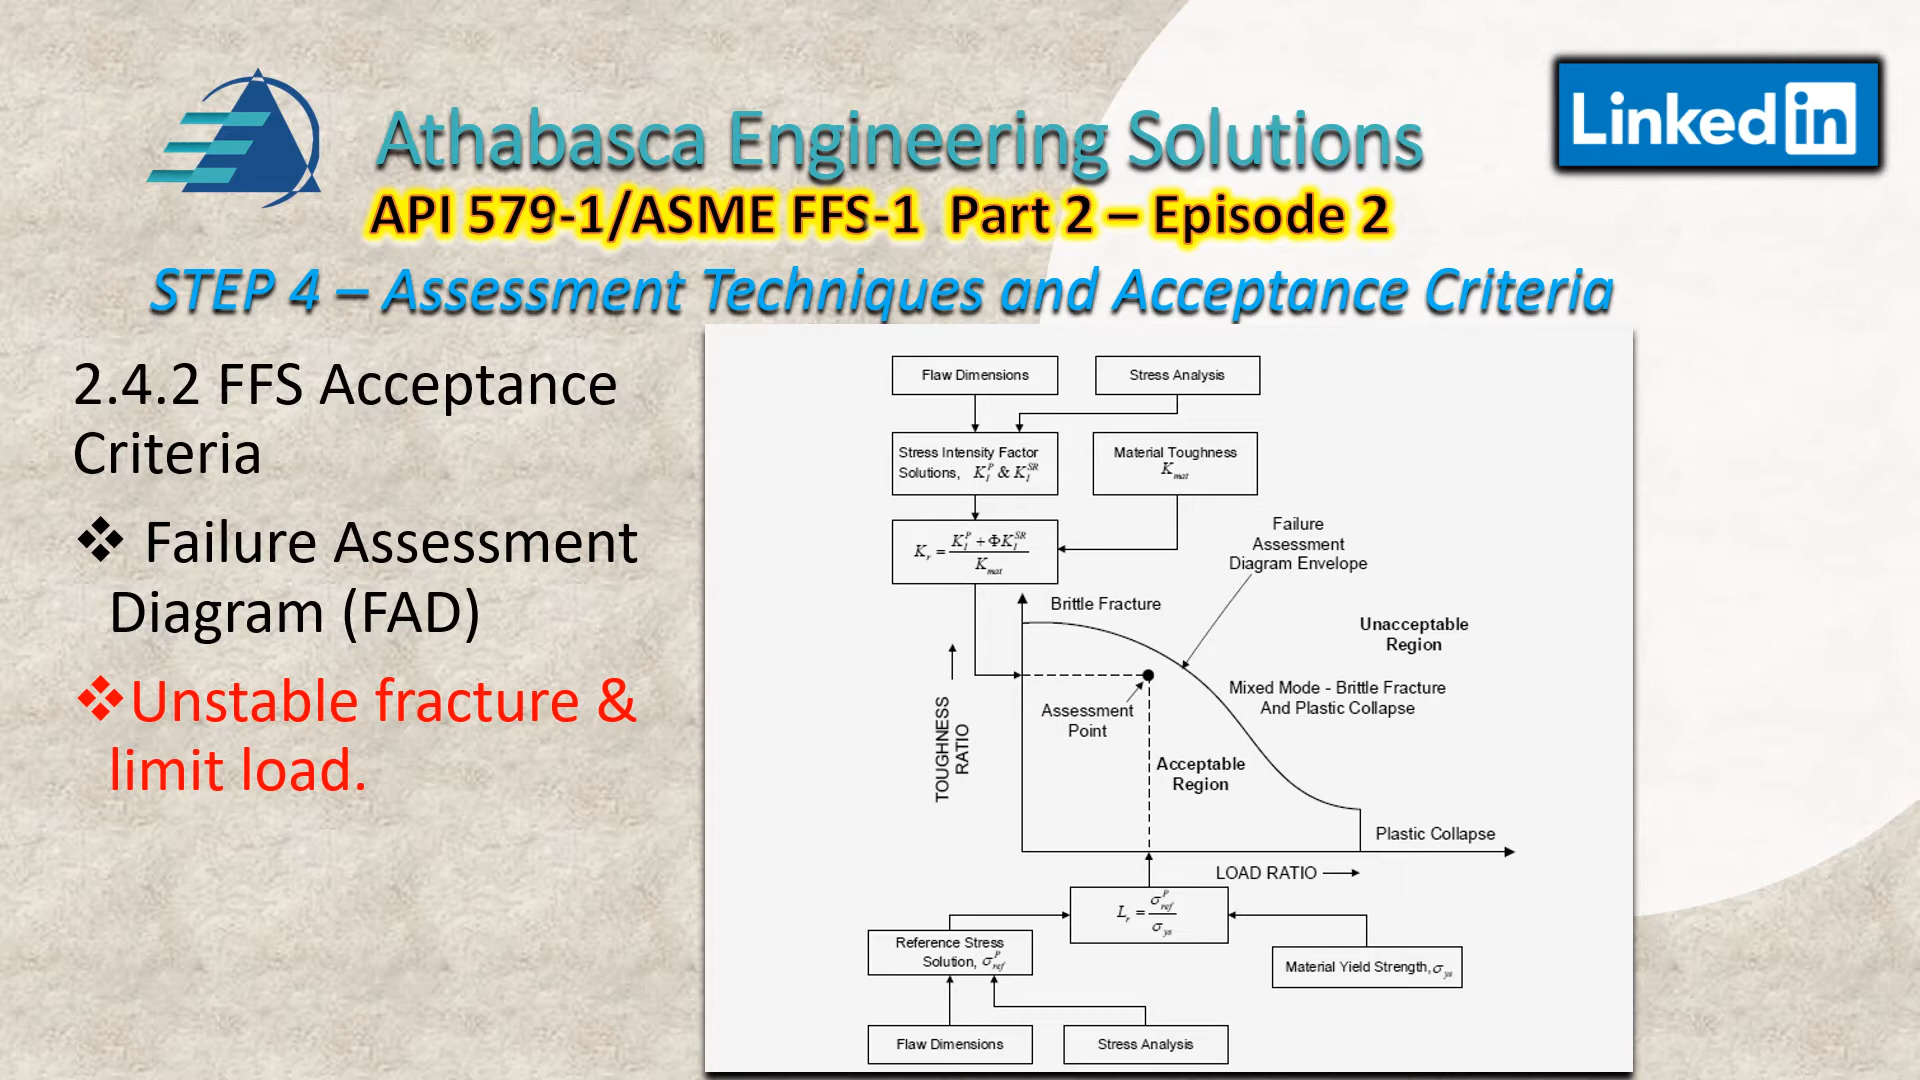 Athabasca Engineering Solutions
Linked in
API 579-1/ASME FFS-1 Part 2 – Episode 2
STEP 4 – Assessment Techniques and Acceptance Criteria
2.4.2 FFS Acceptance
Criteria
❖ Failure Assessment
Diagram (FAD)
❖Unstable fracture &
limit load.
Flaw Dimensions
Stress Analysis
Stress Intensity Factor
Solutions, K_I^P & K_I^SR
Material Toughness
K_mat
K_r = (K_I^P + ΦK_I^SR) / K_mat
Failure
Assessment
Diagram Envelope
Brittle Fracture
Unacceptable
Region
Mixed Mode - Brittle Fracture
And Plastic Collapse
Assessment
Point
TOUGHNESS
RATIO
Acceptable
Region
Plastic Collapse
LOAD RATIO
L_r = σ_ref^P / σ_ys
Reference Stress
Solution, σ_ref^P
Material Yield Strength, σ_ys
Flaw Dimensions
Stress Analysis